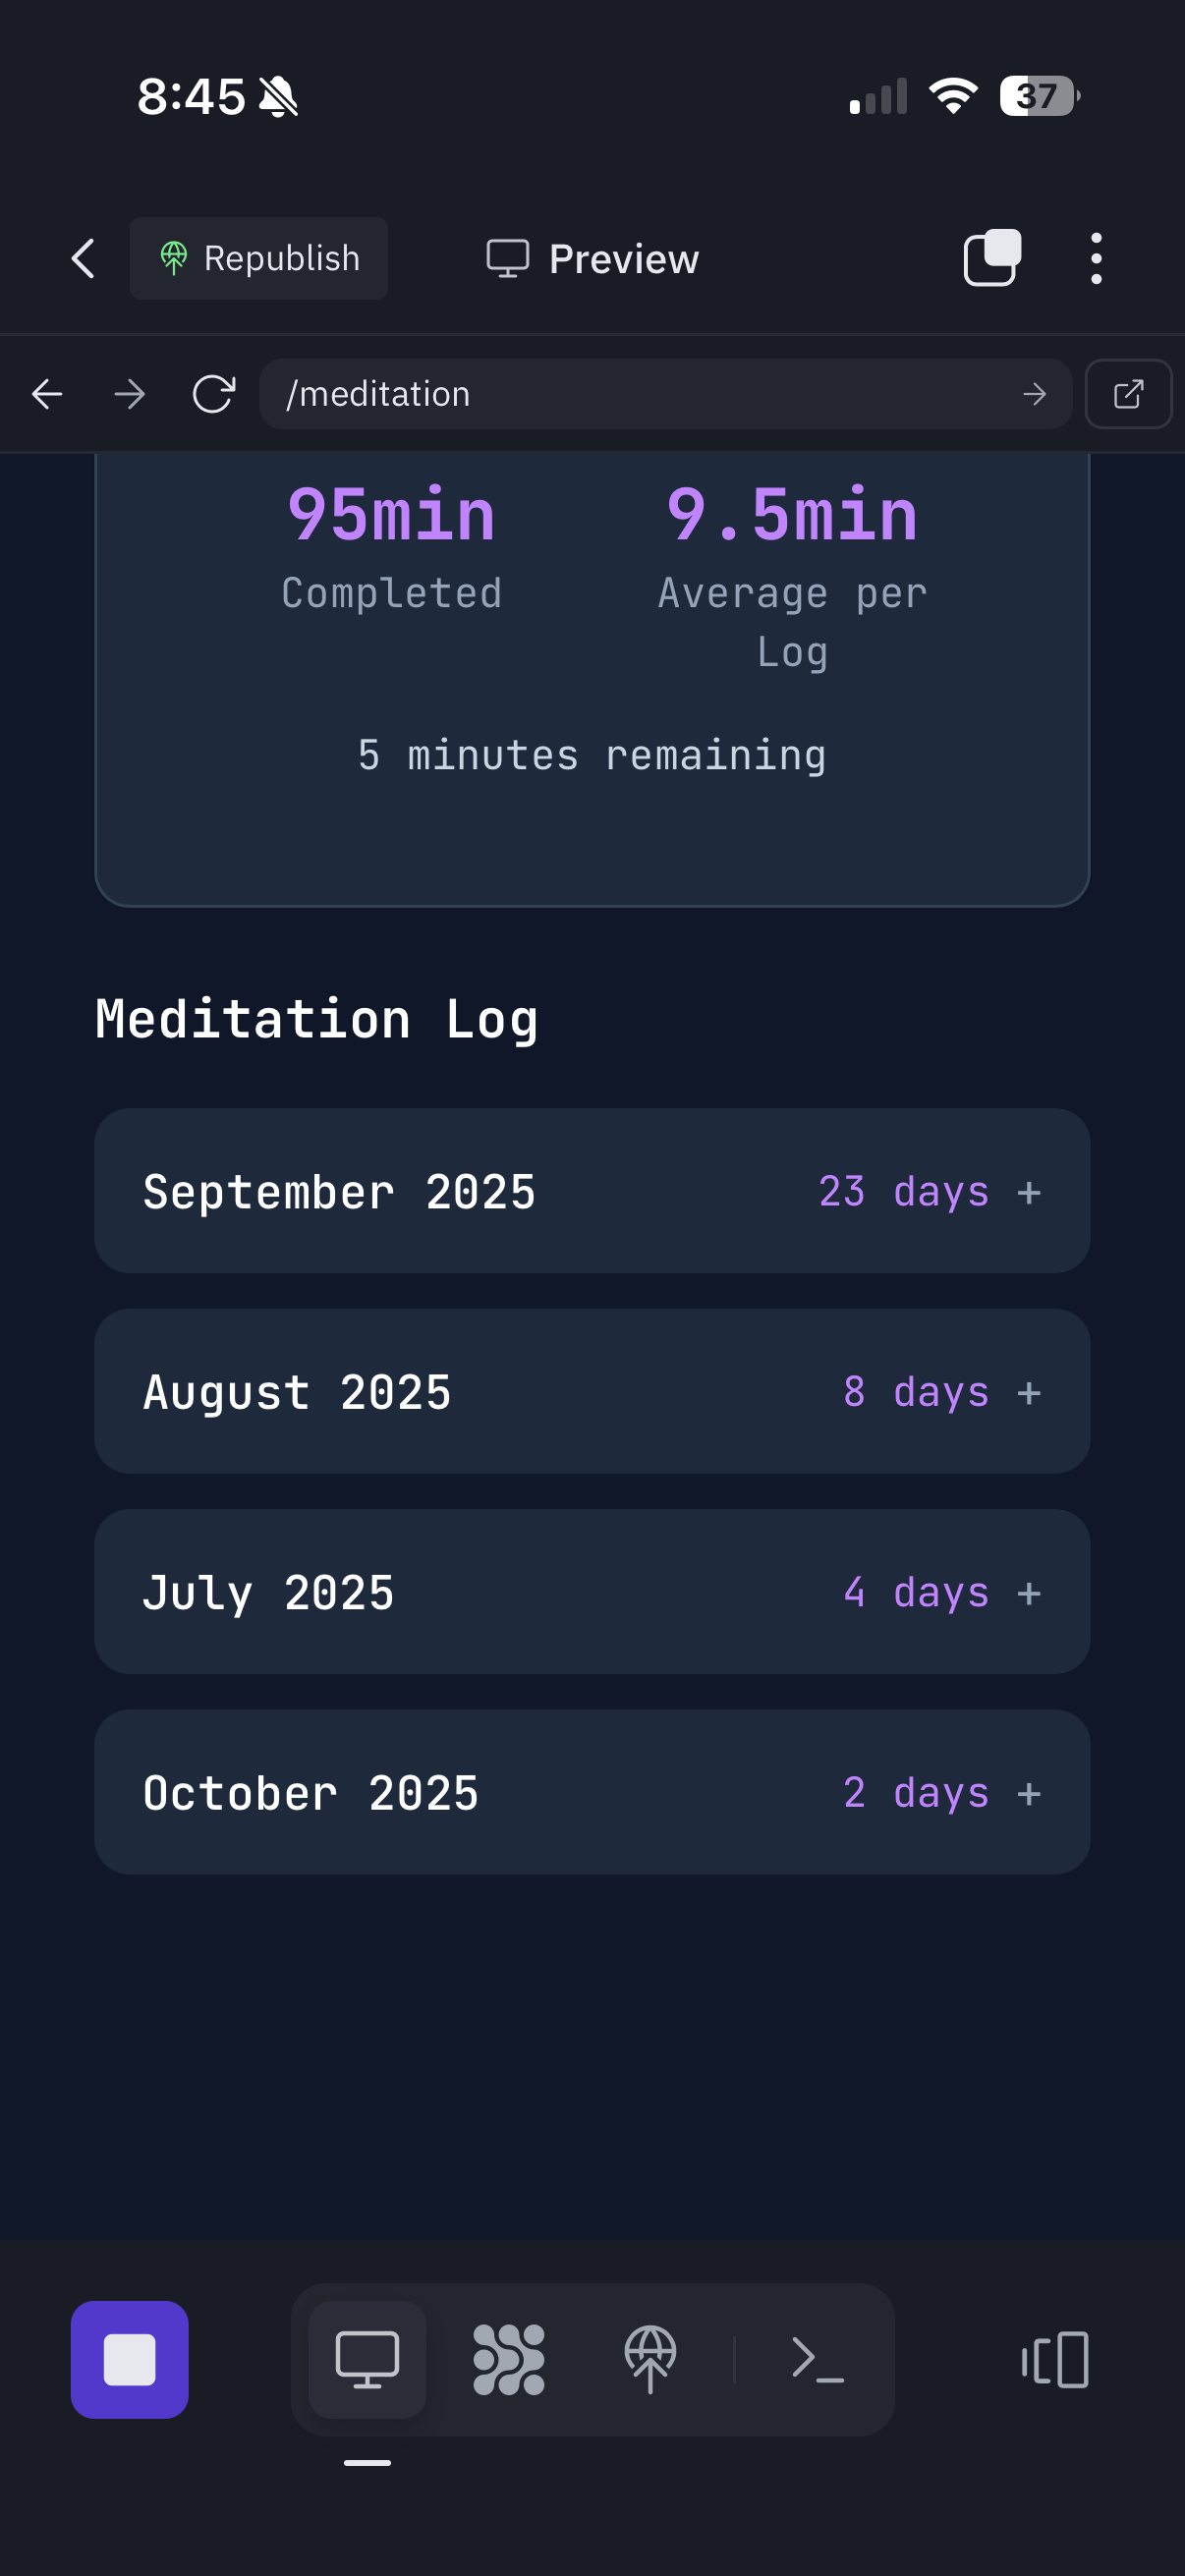 8:45
37
Republish
Preview
/meditation
95min
9.5min
Completed
Average per
Log
5 minutes remaining
Meditation Log
September 2025
23 days +
August 2025
8 days +
July 2025
4 days +
October 2025
2 days +